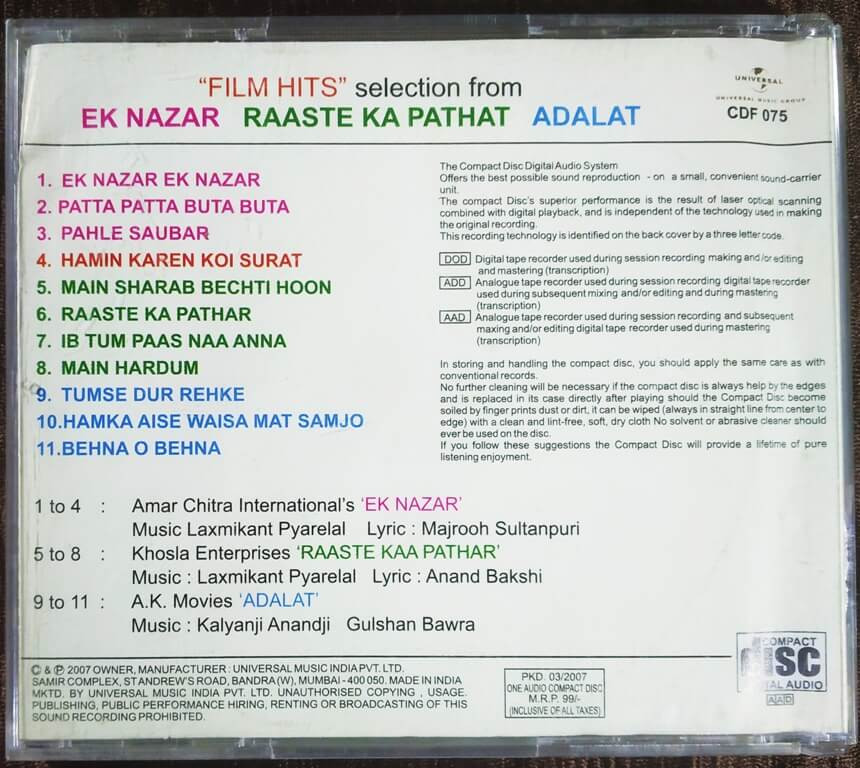 "FILM HITS" selection from
EK NAZAR RAASTE KA PATHAT ADALAT
UNIVERSAL
UNIVERSAL MUSIC GROUP
CDF 075
1. EK NAZAR EK NAZAR
2. PATTA PATTA BUTA BUTA
3. PAHLE SAUBAR
4. HAMIN KAREN KOI SURAT
5. MAIN SHARAB BECHTI HOON
6. RAASTE KA PATHAR
7. IB TUM PAAS NAA ANNA
8. MAIN HARDUM
9. TUMSE DUR REHKE
10.HAMKA AISE WAISA MAT SAMJO
11.BEHNA O BEHNA
The Compact Disc Digital Audio System
Offers the best possible sound reproduction - on a small, convenient sound-carrier
unit.
The compact Disc's superior performance is the result of laser optical scanning
combined with digital playback, and is independent of the technology used in making
the original recording.
This recording technology is identified on the back cover by a three letter code.
DOD Digital tape recorder used during session recording making and/or editing
and mastering (transcription)
ADD Analogue tape recorder used during session recording digital tape recorder
used during subsequent mixing and/or editing and during mastering
(transcription)
AAD Analogue tape recorder used during session recording and subsequent
maxing and/or editing digital tape recorder used during mastering
(transcription)
In storing and handling the compact disc, you should apply the same care as with
conventional records.
No further cleaning will be necessary if the compact disc is always help by the edges
and is replaced in its case directly after playing should the Compact Disc become
soiled by finger prints dust or dirt, it can be wiped (always in straight line from center to
edge) with a clean and lint-free, soft, dry cloth No solvent or abrasive cleaner should
ever be used on the disc.
If you follow these suggestions the Compact Disc will provide a lifetime of pure
listening enjoyment.
1 to 4 : Amar Chitra International's 'EK NAZAR'
Music Laxmikant Pyarelal Lyric : Majrooh Sultanpuri
5 to 8 : Khosla Enterprises 'RAASTE KAA PATHAR'
Music : Laxmikant Pyarelal Lyric : Anand Bakshi
9 to 11 : A.K. Movies 'ADALAT'
Music : Kalyanji Anandji Gulshan Bawra
© & ℗ 2007 OWNER, MANUFACTURER : UNIVERSAL MUSIC INDIA PVT. LTD.
SAMIR COMPLEX, ST ANDREW'S ROAD, BANDRA (W), MUMBAI - 400 050. MADE IN INDIA
MKTD. BY UNIVERSAL MUSIC INDIA PVT. LTD. UNAUTHORISED COPYING , USAGE.
PUBLISHING, PUBLIC PERFORMANCE HIRING, RENTING OR BROADCASTING OF THIS
SOUND RECORDING PROHIBITED.
PKD. 03/2007
ONE AUDIO COMPACT DISC
M.R.P. 99/-
(INCLUSIVE OF ALL TAXES)
COMPACT
disc
DIGITAL AUDIO
AAD